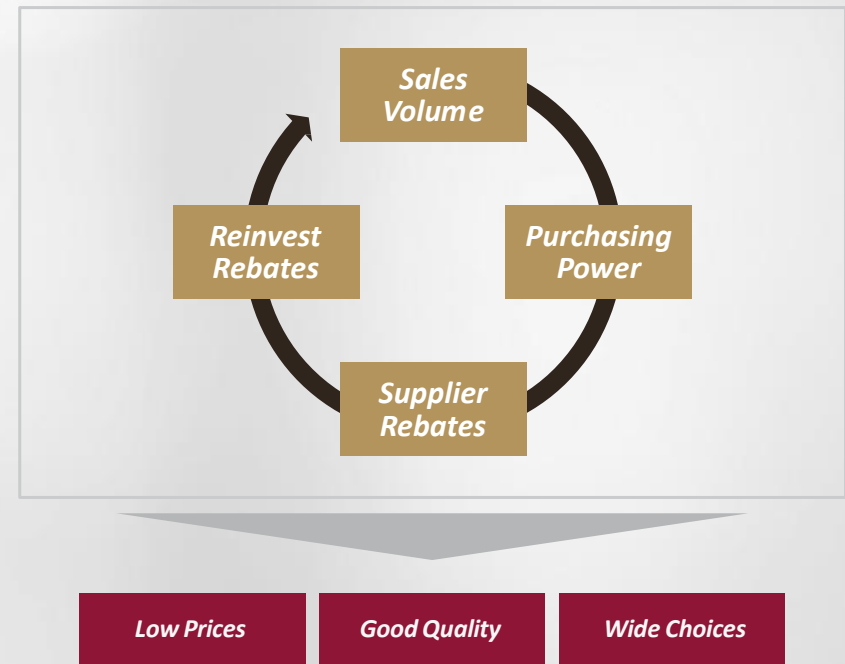 Sales
Volume
Reinvest
Rebates
Purchasing
Power
Supplier
Rebates
Low Prices
Good Quality
Wide Choices